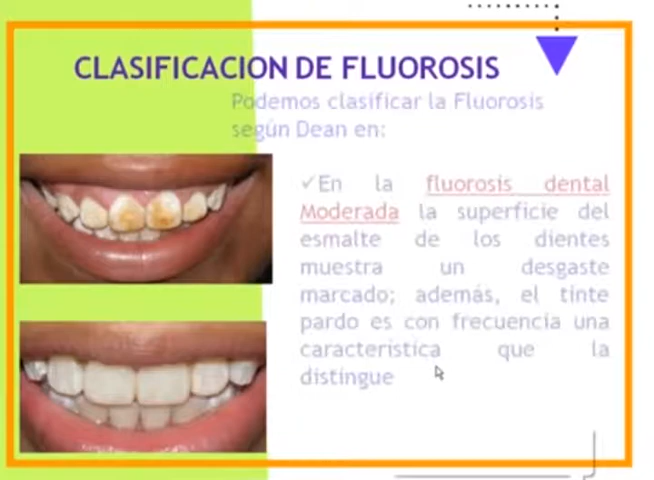 CLASIFICACION DE FLUOROSIS
Podemos clasificar la Fluorosis
según Dean en:
✓En la fluorosis dental
Moderada la superficie del
esmalte de los dientes
muestra un desgaste
marcado; además, el tinte
pardo es con frecuencia una
característica que la
distingue